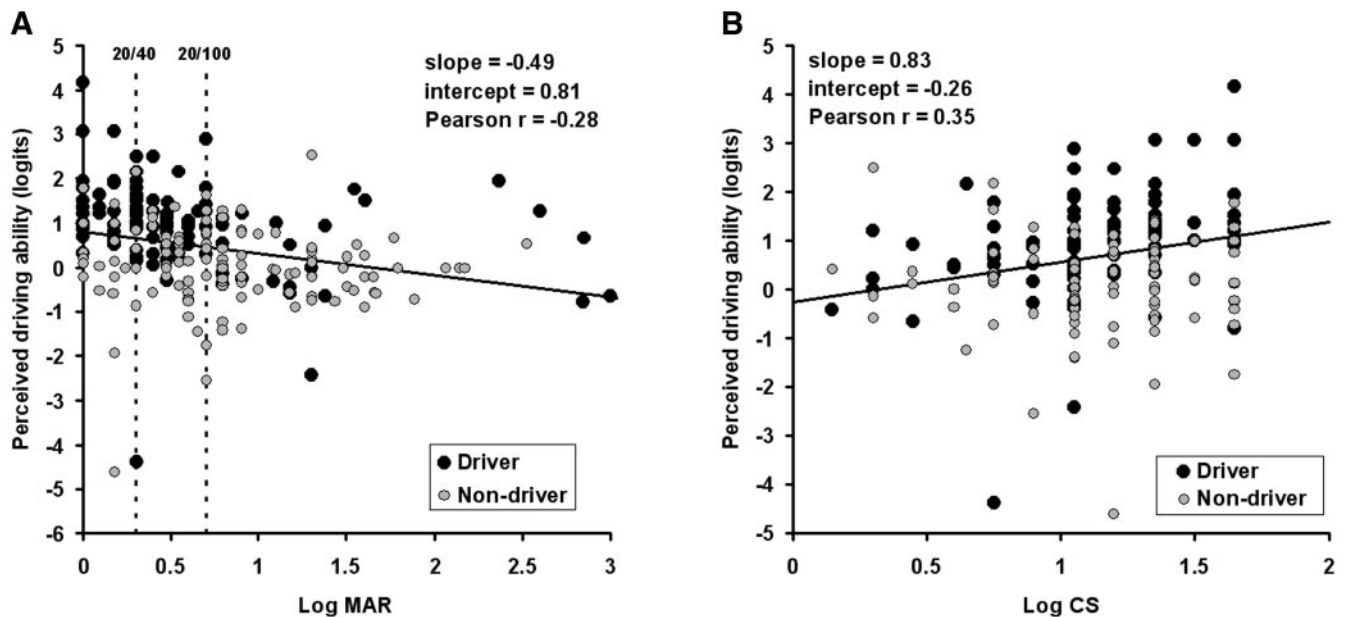 A
20/40 20/100
slope = -0.49
intercept = 0.81
Pearson r = -0.28
Perceived driving ability (logits)
5
4
3
2
1
0
-1
-2
-3
-4
-5
-6
Driver
Non-driver
0 0.5 1 1.5 2 2.5 3
Log MAR
B
slope = 0.83
intercept = -0.26
Pearson r = 0.35
Perceived driving ability (logits)
5
4
3
2
1
0
-1
-2
-3
-4
-5
Driver
Non-driver
0 0.5 1 1.5 2
Log CS